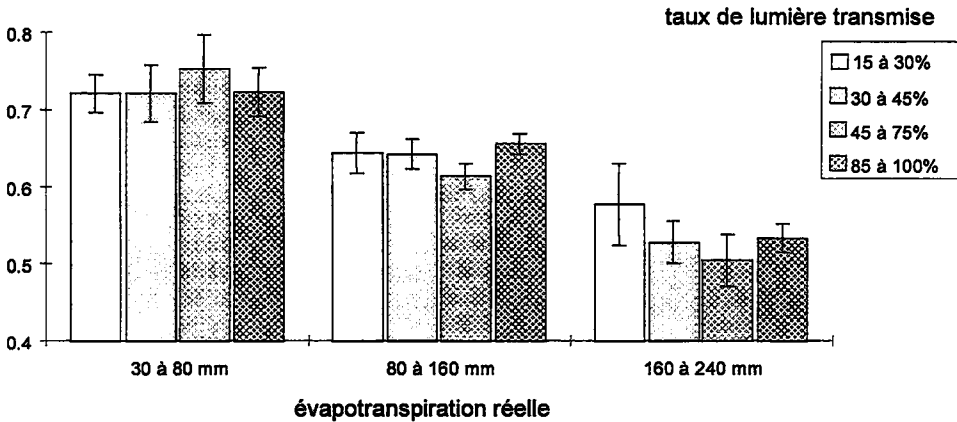 taux de lumière transmise
0.8
0.7
0.6
0.5
0.4
15 à 30%
30 à 45%
45 à 75%
85 à 100%
30 à 80 mm
80 à 160 mm
160 à 240 mm
évapotranspiration réelle